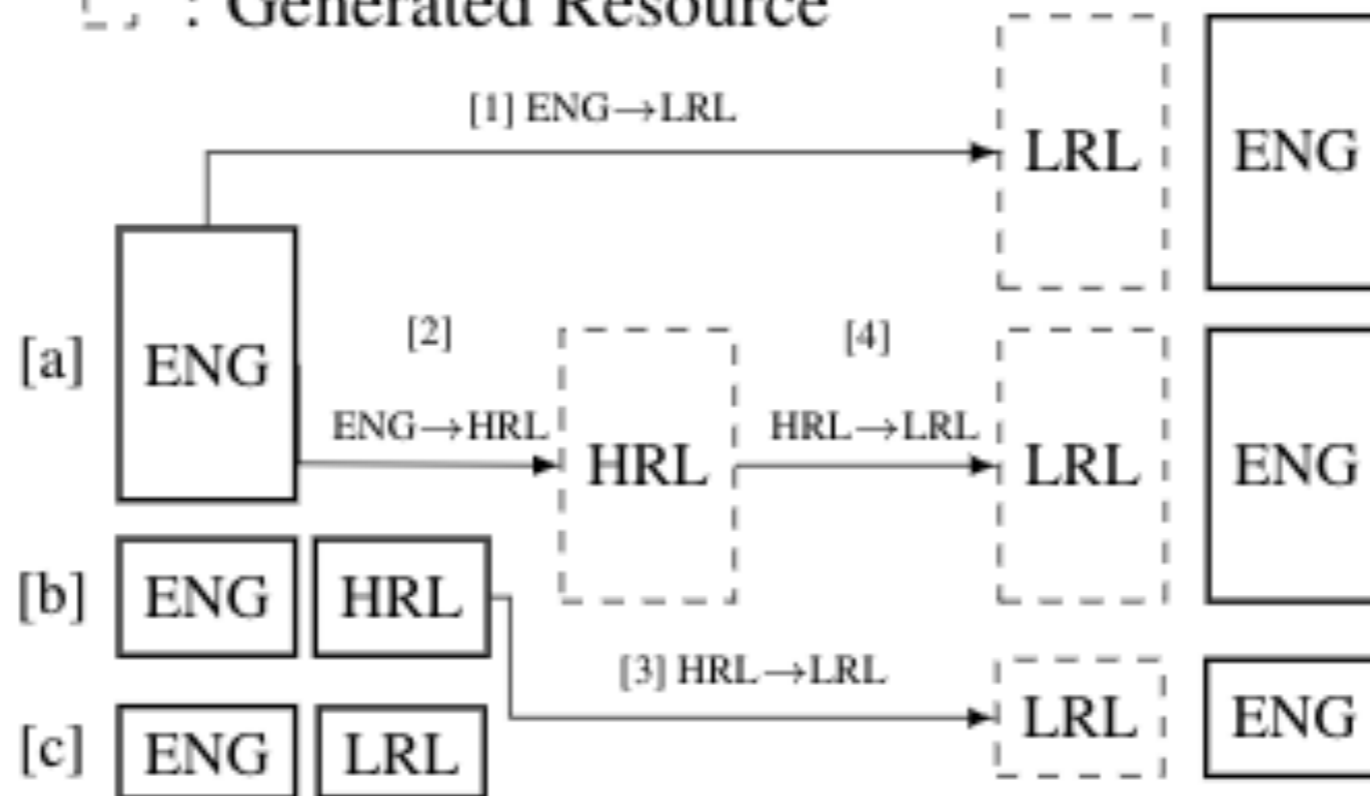 : Generated Resource
[1] ENG→LRL
LRL ENG
[a] ENG
[2]
ENG→HRL
HRL
[4]
HRL→LRL
LRL ENG
[b] ENG HRL
[3] HRL→LRL
LRL ENG
[c] ENG LRL